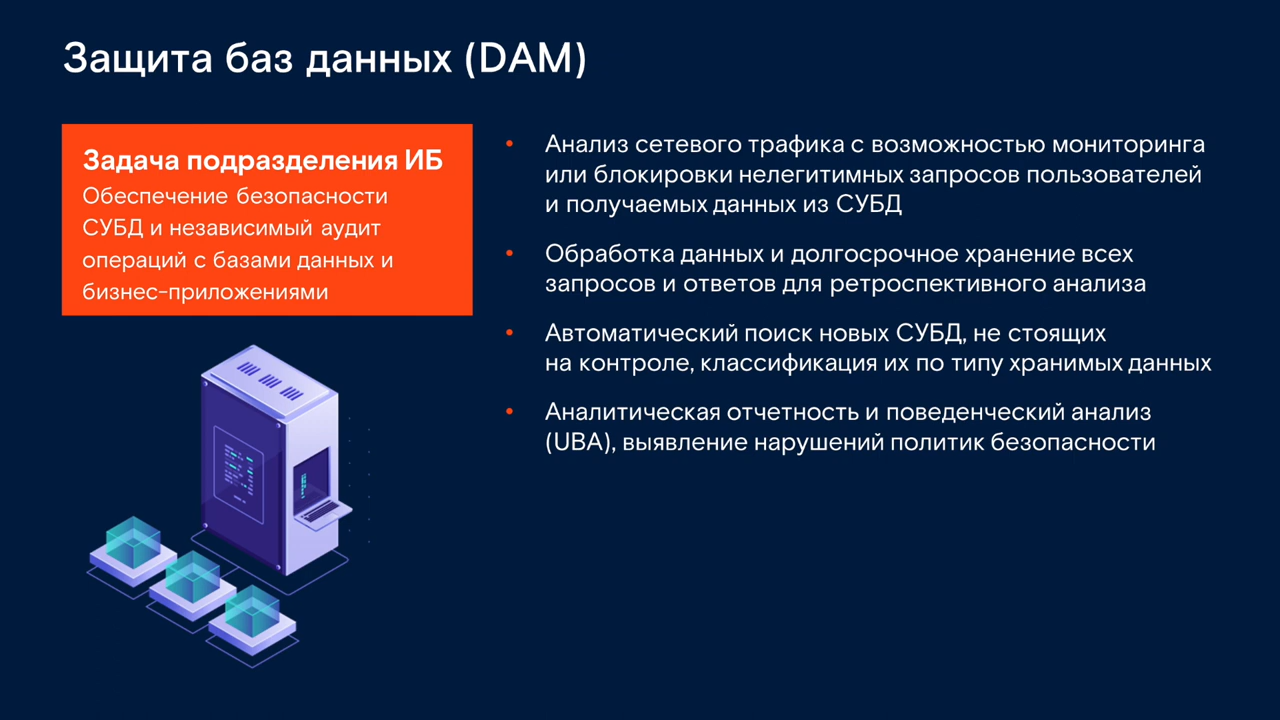 Защита баз данных (DAM)
Задача подразделения ИБ
Обеспечение безопасности
СУБД и независимый аудит
операций с базами данных и
бизнес-приложениями
• Анализ сетевого трафика с возможностью мониторинга
или блокировки нелегитимных запросов пользователей
и получаемых данных из СУБД
• Обработка данных и долгосрочное хранение всех
запросов и ответов для ретроспективного анализа
• Автоматический поиск новых СУБД, не стоящих
на контроле, классификация их по типу хранимых данных
• Аналитическая отчетность и поведенческий анализ
(UBA), выявление нарушений политик безопасности